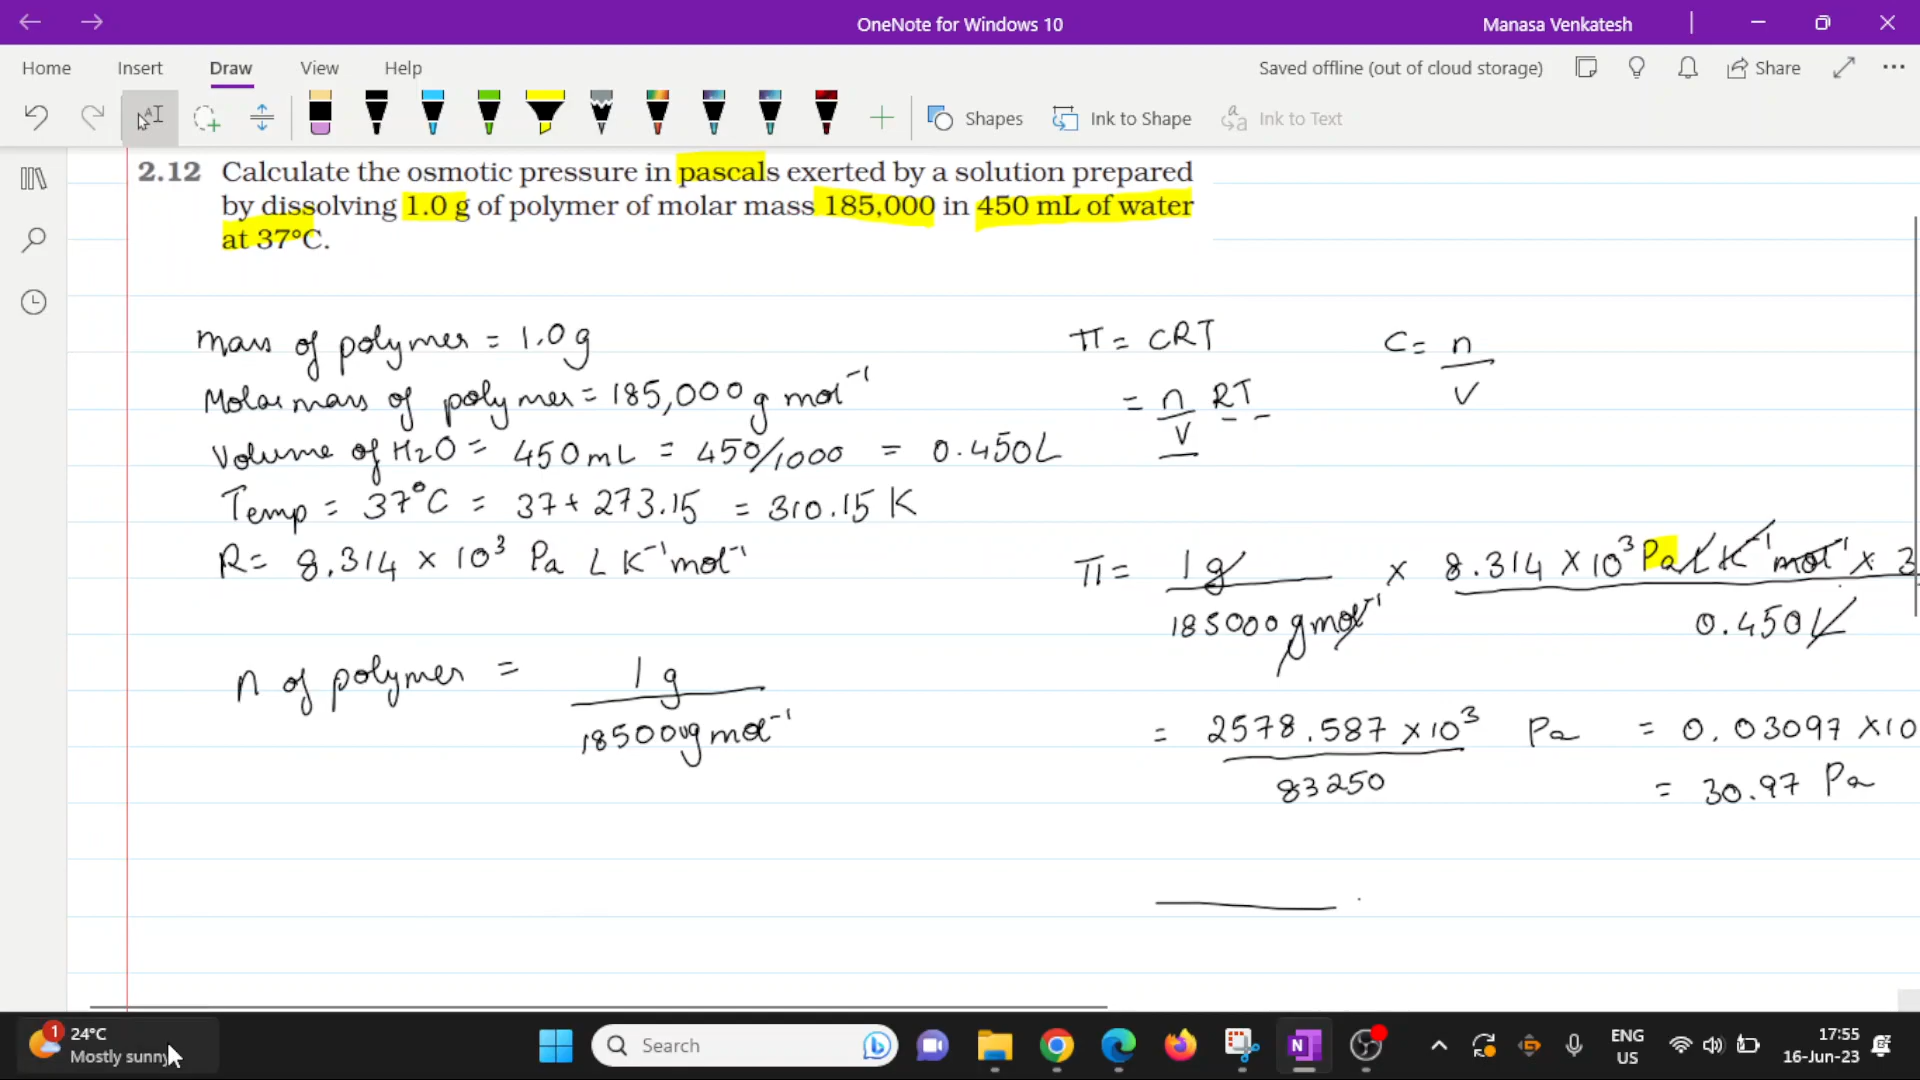 OneNote for Windows 10
Manasa Venkatesh
Home Insert Draw View Help
Saved offline (out of cloud storage)
Share
Shapes
Ink to Shape
Ink to Text
2.12 Calculate the osmotic pressure in pascals exerted by a solution prepared
by dissolving 1.0 g of polymer of molar mass 185,000 in 450 mL of water
at 37°C.
Mass of polymer = 1.0 g
Molar mass of polymer = 185,000 g mol⁻¹
Volume of H2O = 450 mL = 450/1000 = 0.450L
Temp = 37°C = 37 + 273.15 = 310.15 K
R = 8.314 × 10³ Pa L K⁻¹ mol⁻¹
n of polymer = 1 g
185000 g mol⁻¹
π = CRT
C = n
V
= n RT
V
π = 1 g × 8.314 × 10³ Pa L K⁻¹ mol⁻¹ × 3
185000 g mol⁻¹ 0.450 L
= 2578.587 × 10³ Pa = 0.03097 × 10
83250
= 30.97 Pa
1
24°C
Mostly sunny
Search
ENG
US
17:55
16-Jun-23